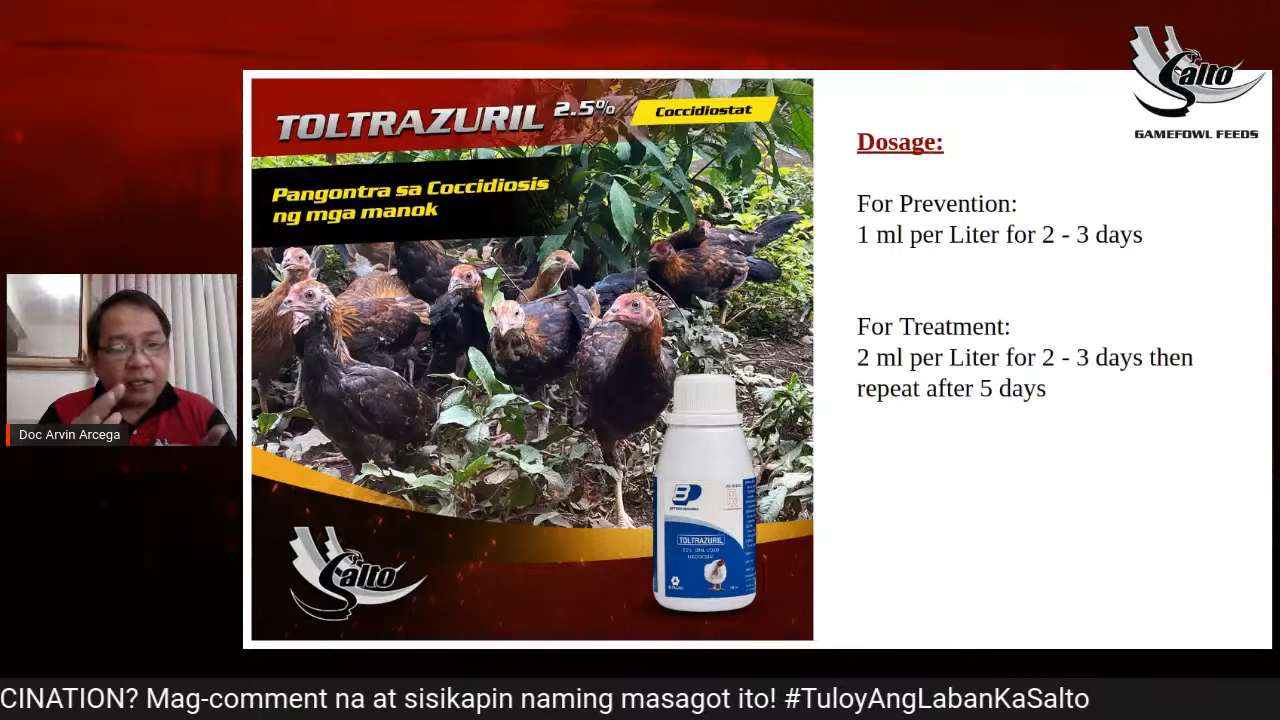 TOLTRAZURIL 2.5%
Coccidiostat
Pangontra sa Coccidiosis
ng mga manok
Salto
GAMEFOWL FEEDS
Dosage:
For Prevention:
1 ml per Liter for 2 - 3 days
For Treatment:
2 ml per Liter for 2 - 3 days then
repeat after 5 days
Doc Arvin Arcega
Salto
BP
TOLTRAZURIL
CINATION? Mag-comment na at sisikapin naming masagot ito! #TuloyAngLabanKaSalto